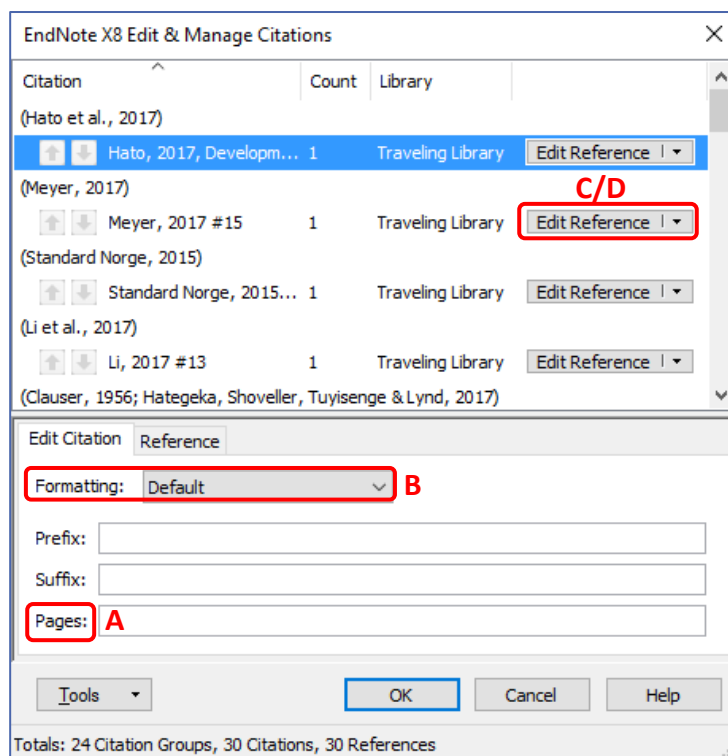 EndNote X8 Edit & Manage Citations
Citation Count Library
(Hato et al., 2017)
Hato, 2017, Developm... 1 Traveling Library Edit Reference
(Meyer, 2017)
C/D
Meyer, 2017 #15 1 Traveling Library Edit Reference
(Standard Norge, 2015)
Standard Norge, 2015... 1 Traveling Library Edit Reference
(Li et al., 2017)
Li, 2017 #13 1 Traveling Library Edit Reference
(Clauser, 1956; Hategeka, Shoveller, Tuyisenge & Lynd, 2017)
Edit Citation Reference
Formatting: Default B
Prefix:
Suffix:
Pages: A
Tools OK Cancel Help
Totals: 24 Citation Groups, 30 Citations, 30 References